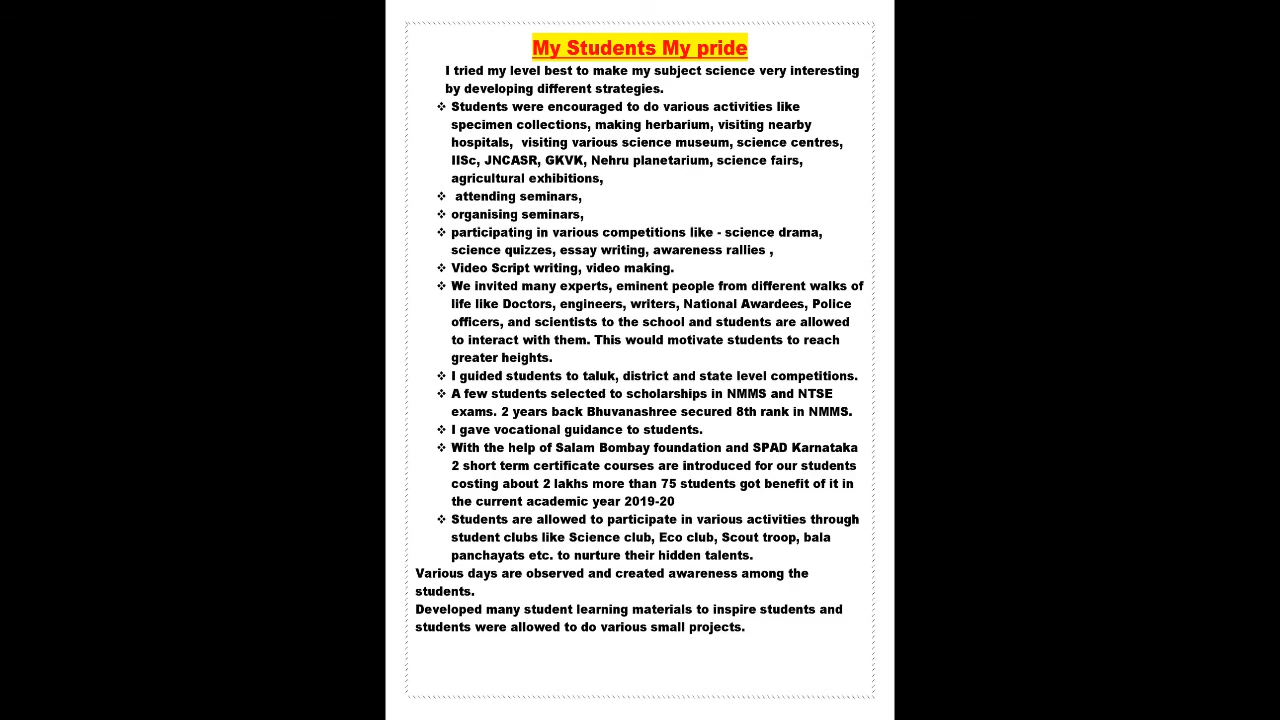 My Students My pride
I tried my level best to make my subject science very interesting
by developing different strategies.
❖ Students were encouraged to do various activities like
specimen collections, making herbarium, visiting nearby
hospitals,  visiting various science museum, science centres,
IISc, JNCASR, GKVK, Nehru planetarium, science fairs,
agricultural exhibitions,
❖ attending seminars,
❖ organising seminars,
❖ participating in various competitions like - science drama,
science quizzes, essay writing, awareness rallies ,
❖ Video Script writing, video making.
❖ We invited many experts, eminent people from different walks of
life like Doctors, engineers, writers, National Awardees, Police
officers, and scientists to the school and students are allowed
to interact with them. This would motivate students to reach
greater heights.
❖ I guided students to taluk, district and state level competitions.
❖ A few students selected to scholarships in NMMS and NTSE
exams. 2 years back Bhuvanashree secured 8th rank in NMMS.
❖ I gave vocational guidance to students.
❖ With the help of Salam Bombay foundation and SPAD Karnataka
2 short term certificate courses are introduced for our students
costing about 2 lakhs more than 75 students got benefit of it in
the current academic year 2019-20
❖ Students are allowed to participate in various activities through
student clubs like Science club, Eco club, Scout troop, bala
panchayats etc. to nurture their hidden talents.
Various days are observed and created awareness among the
students.
Developed many student learning materials to inspire students and
students were allowed to do various small projects.